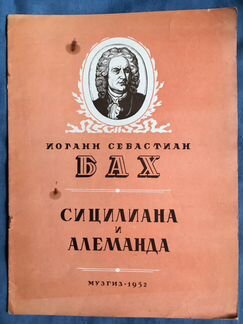 ИОГАНН СЕБАСТИАН
БАХ
СИЦИЛИАНА
И
АЛЕМАНДА
МУЗГИЗ-1952